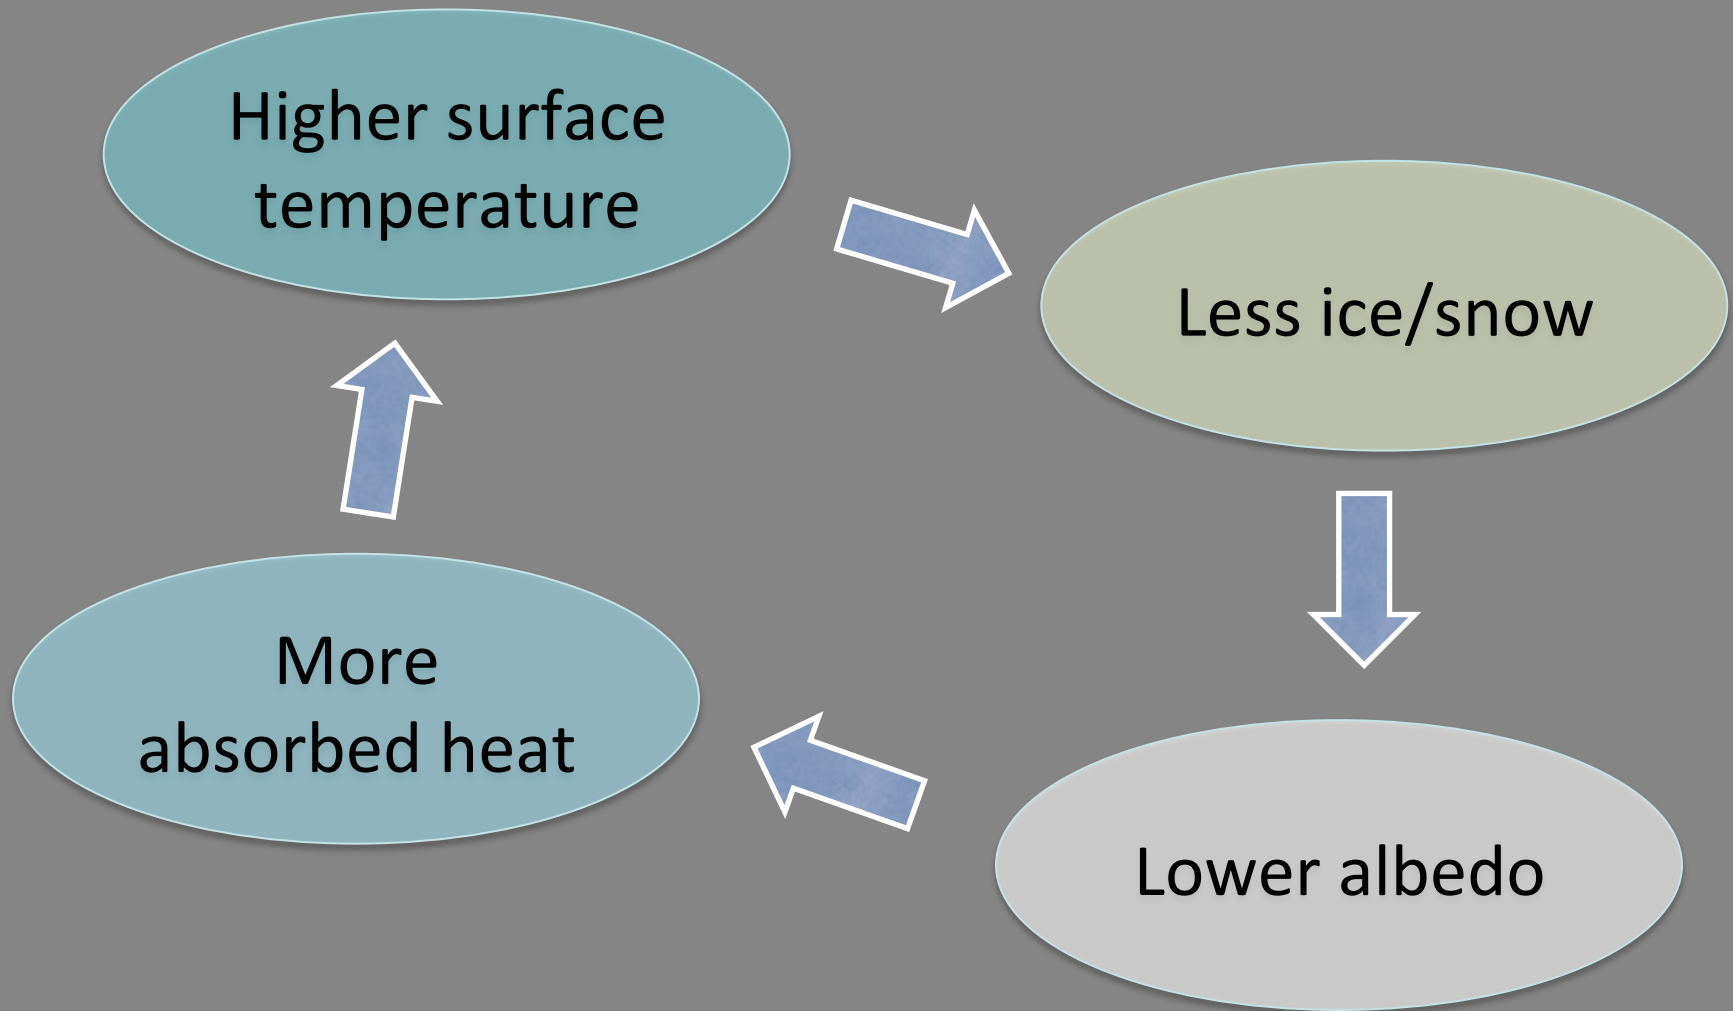 Higher surface
temperature
Less ice/snow
Lower albedo
More
absorbed heat